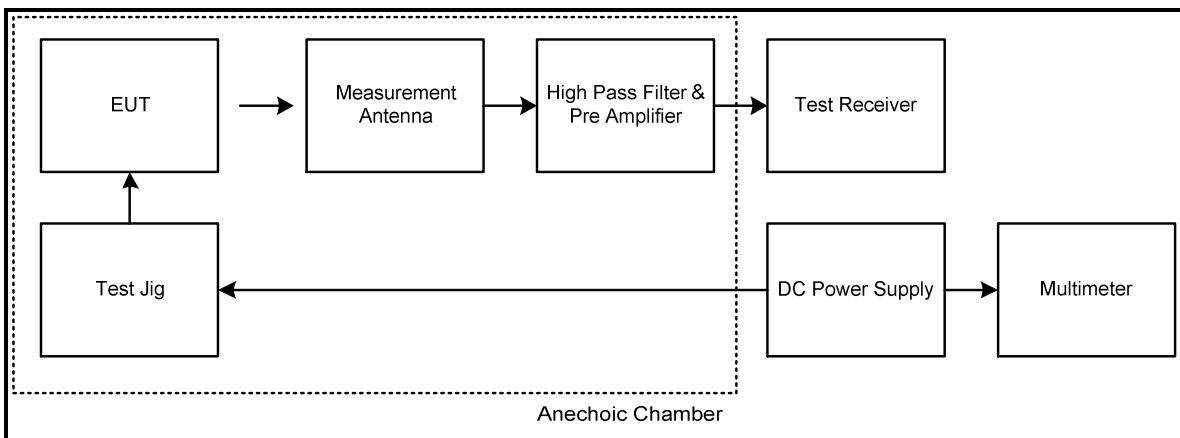 EUT
Measurement
Antenna
High Pass Filter &
Pre Amplifier
Test Receiver
Test Jig
DC Power Supply
Multimeter
Anechoic Chamber